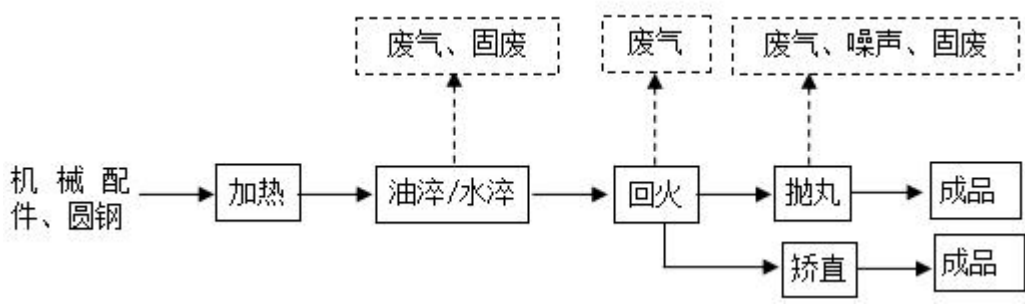 废气、固废
废气
废气、噪声、固废
机械配
件、圆钢
加热
油淬/水淬
回火
抛丸
成品
矫直
成品